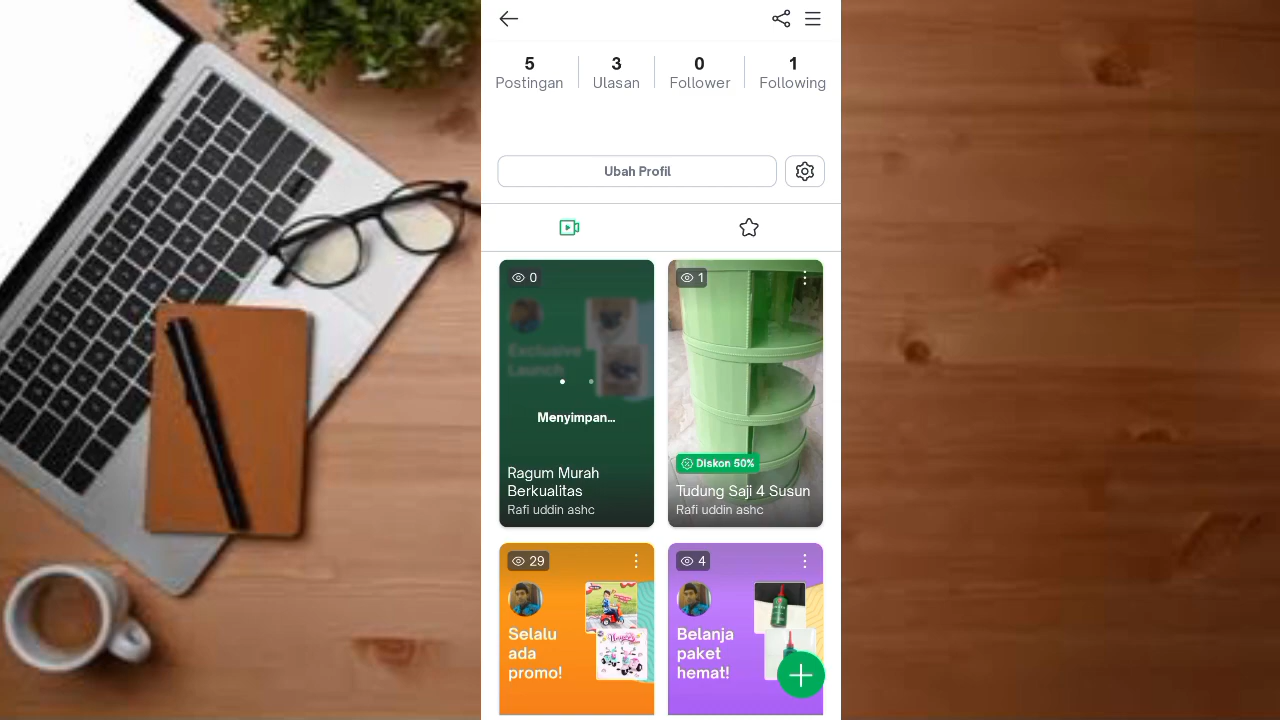 5 3 0 1
Postingan Ulasan Follower Following
Ubah Profil
0
Exclusive
Launch
Menyimpan...
Ragum Murah
Berkualitas
Rafi uddin ashc
1
Diskon 50%
Tudung Saji 4 Susun
Rafi uddin ashc
29
Selalu
ada
promo!
4
Belanja
paket
hemat!